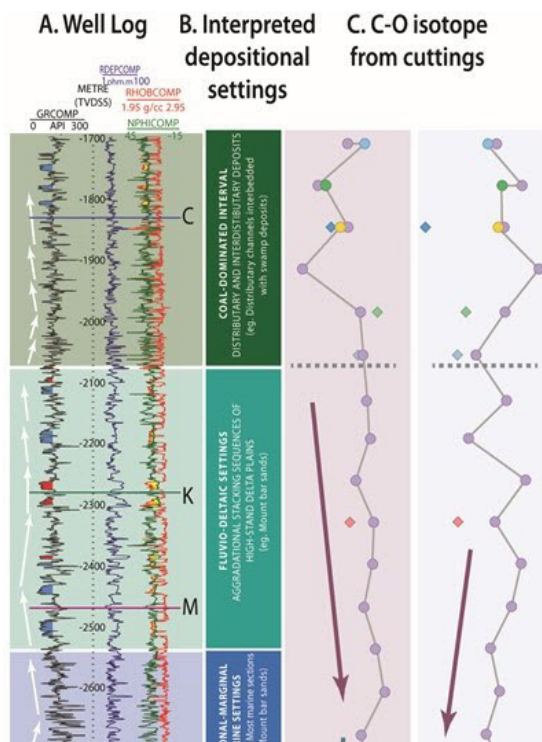 A. Well Log
B. Interpreted
depositional
settings
C. C-O isotope
from cuttings
METRE
(TVDSS)
RDEPCOMP
1 ohm.m100
RHOBCOMP
1.95 g/cc 2.95
GRCOMP
0 API 300
NPHICOMP
45 -15
-1700
-1800
-1900
-2000
-2100
-2200
-2300
-2400
-2500
-2600
C
K
M
COAL-DOMINATED INTERVAL
DISTRIBUTARY AND INTERDISTRIBUTARY DEPOSITS
(eg. Distributary channels interbedded
with swamp deposits)
FLUVIO-DELTAIC SETTINGS
AGGRADATIONAL STACKING SEQUENCES OF
HIGH-STAND DELTA PLAINS
(eg. Mount bar sands)
ONAL-MARGINAL
INE SETTINGS
Most marine sections
Mount bar sands)